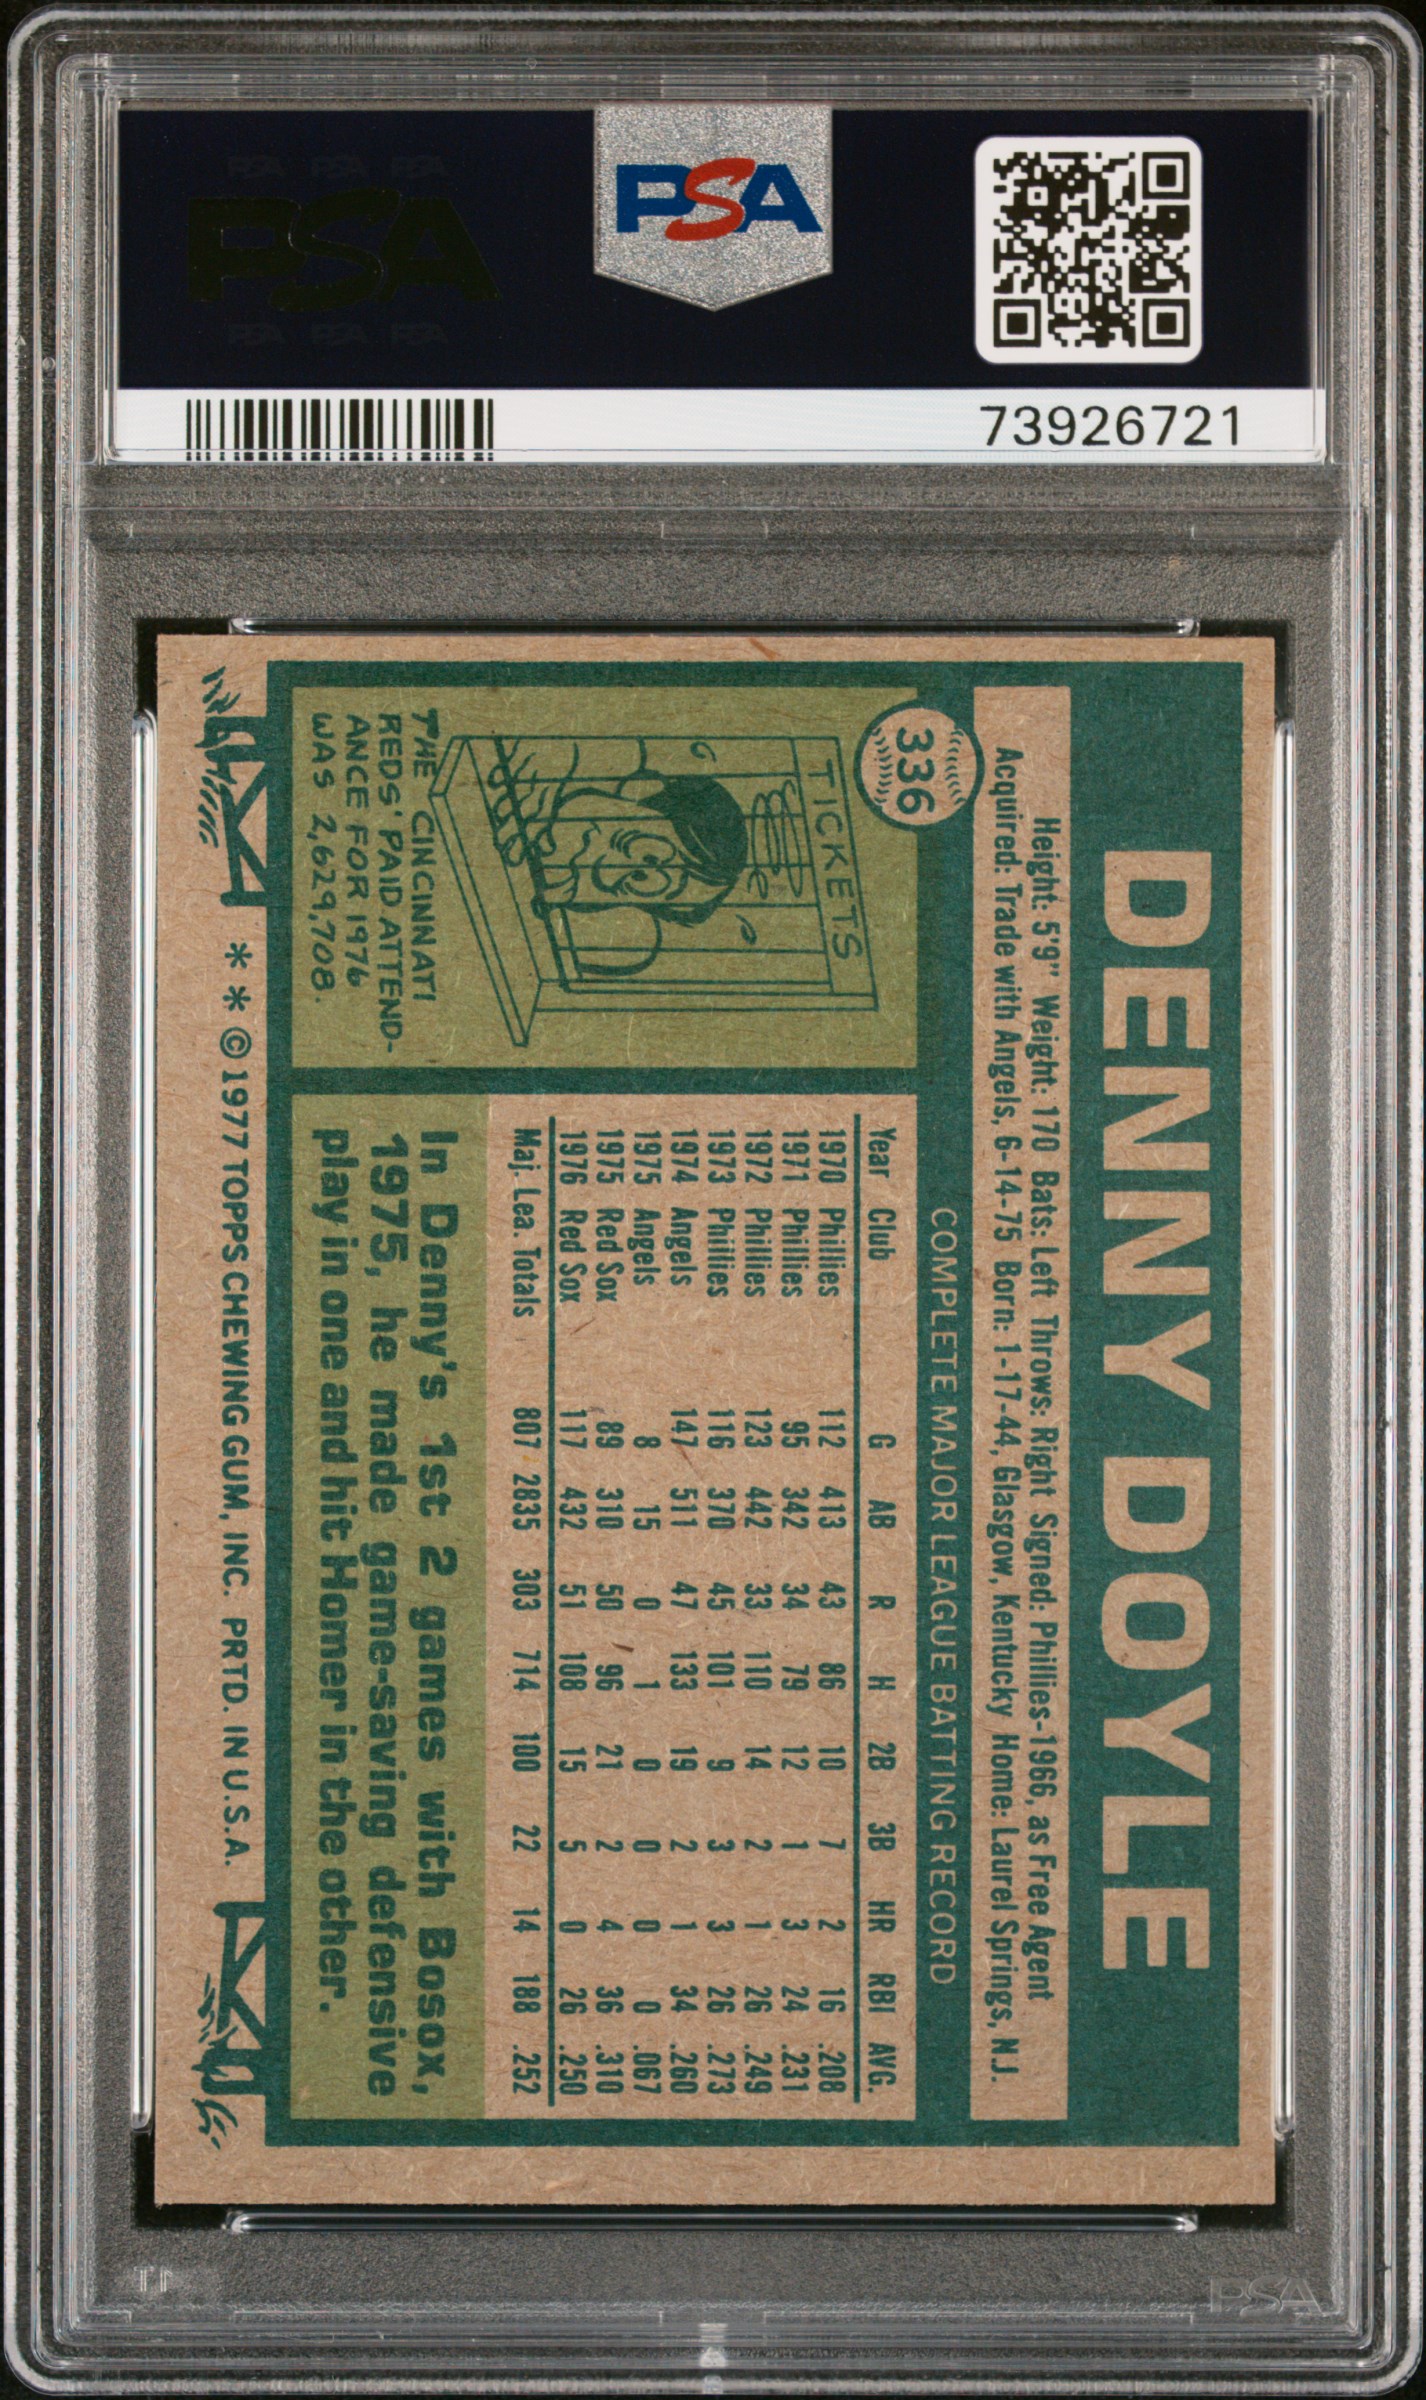 PSA PSA PSA
PSA
PSA PSA PSA
PSA
73926721
DENNY DOYLE
Height: 5'9" Weight: 170 Bats: Left Throws: Right Signed: Phillies-1966, as Free Agent
Acquired: Trade with Angels, 6-14-75 Born: 1-17-44, Glasgow, Kentucky Home: Laurel Springs, N.J.
336
TICKETS
THE CINCINNATI
REDS' PAID ATTEND-
ANCE FOR 1976
WAS 2,629,708.
COMPLETE MAJOR LEAGUE BATTING RECORD
Year Club G AB R H 2B 3B HR RBI AVG.
1970 Phillies 112 413 43 86 10 7 2 16 .208
1971 Phillies 95 342 34 79 12 1 3 24 .231
1972 Phillies 123 442 33 110 14 2 1 26 .249
1973 Phillies 116 370 45 101 9 3 3 26 .273
1974 Angels 147 511 47 133 19 2 1 34 .260
1975 Angels 8 15 0 1 0 0 0 0 .067
1975 Red Sox 89 310 50 96 21 2 4 36 .310
1976 Red Sox 117 432 51 108 15 5 0 26 .250
Maj. Lea. Totals 807 2835 303 714 100 22 14 188 .252
In Denny's 1st 2 games with Bosox,
1975, he made game-saving defensive
play in one and hit Homer in the other.
* * © 1977 TOPPS CHEWING GUM, INC. PRTD. IN U.S.A.
PSA